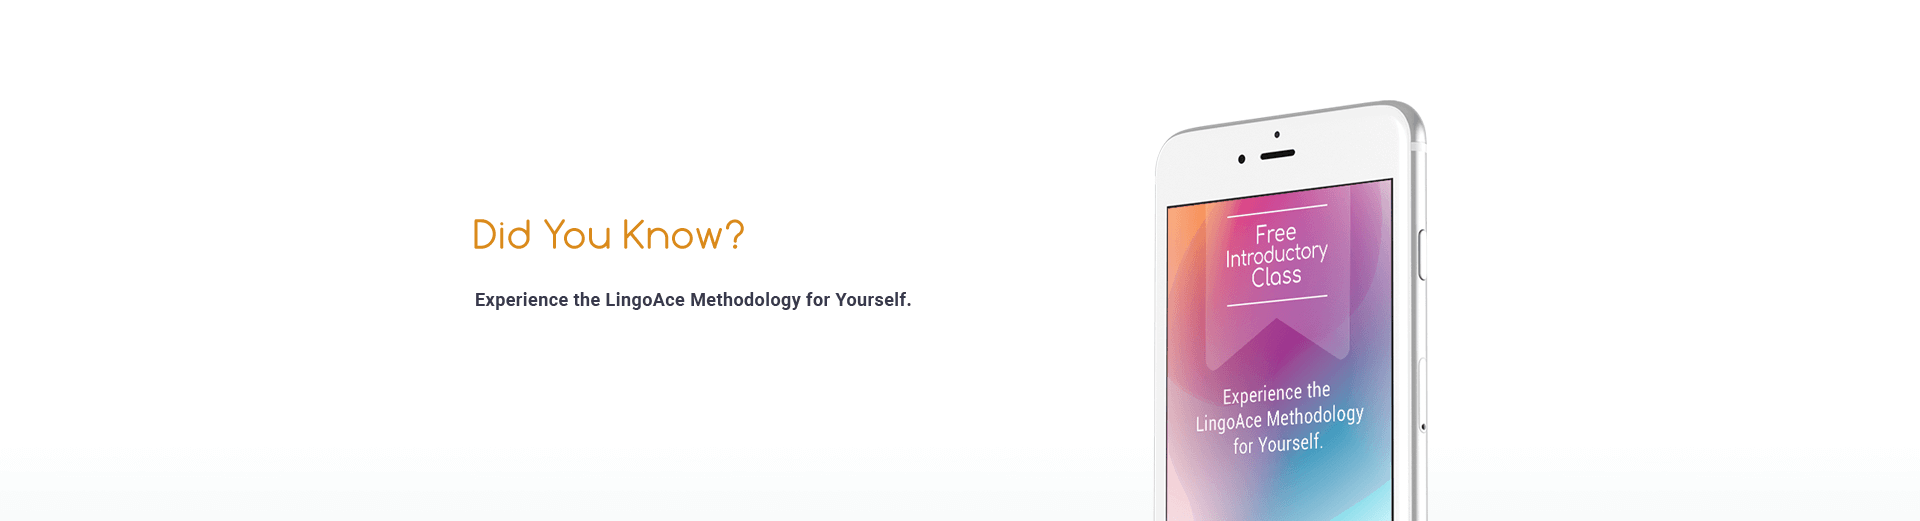 Did You Know?
Experience the LingoAce Methodology for Yourself.
Free
Introductory
Class
Experience the
LingoAce Methodology
for Yourself.